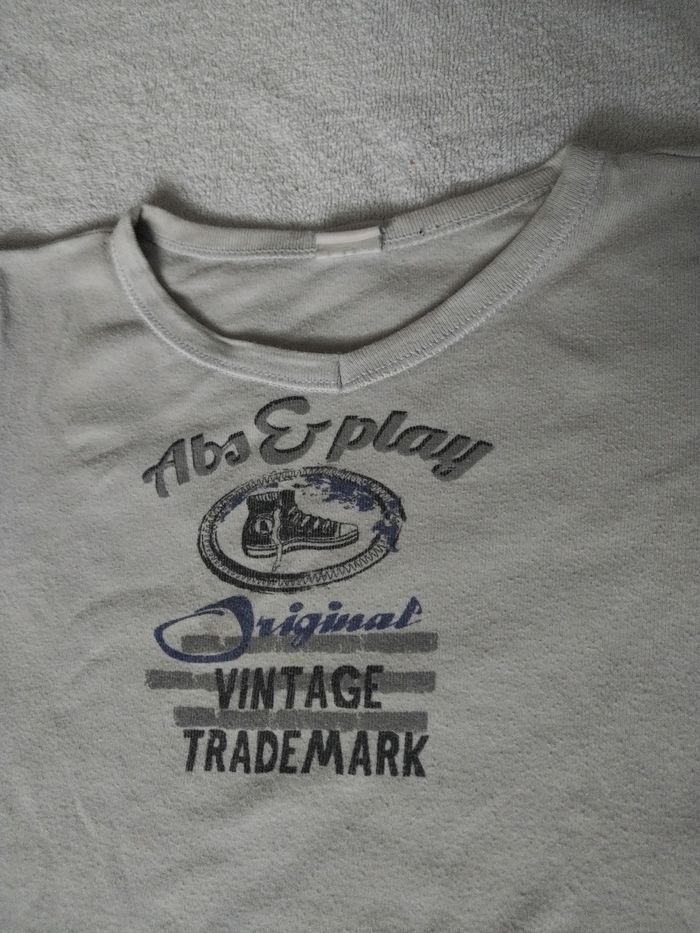 Abs & play
Original
VINTAGE
TRADEMARK